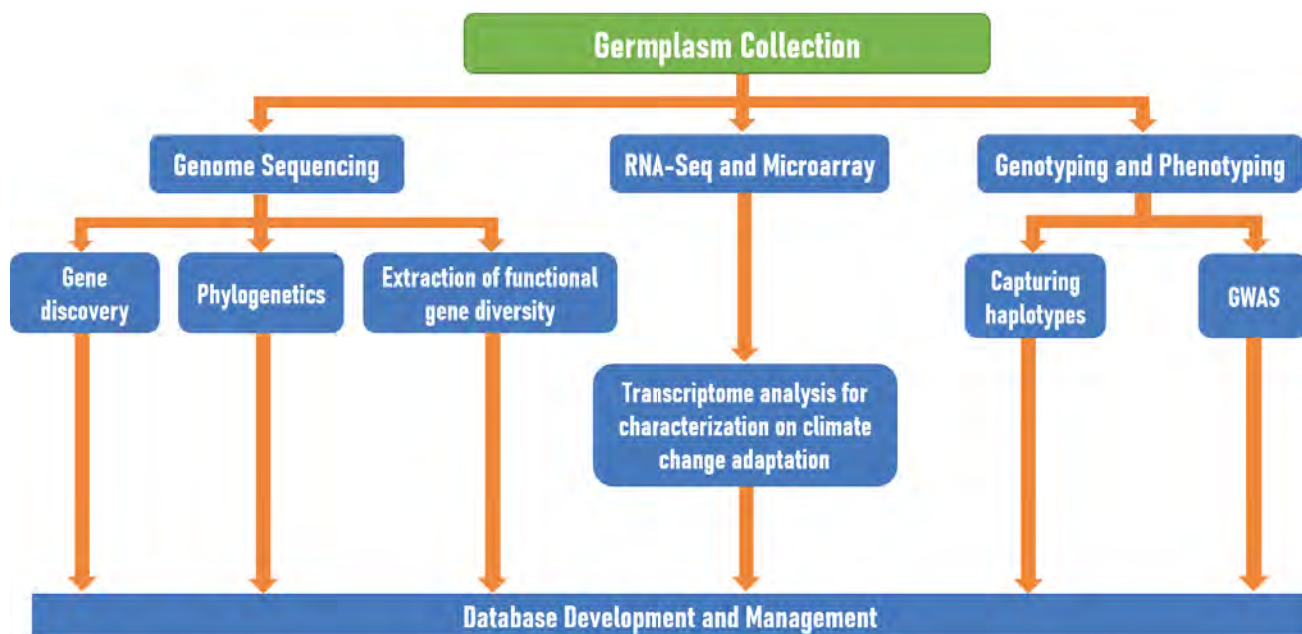 Germplasm Collection
Genome Sequencing
RNA-Seq and Microarray
Genotyping and Phenotyping
Gene
discovery
Phylogenetics
Extraction of functional
gene diversity
Capturing
haplotypes
GWAS
Transcriptome analysis for
characterization on climate
change adaptation
Database Development and Management